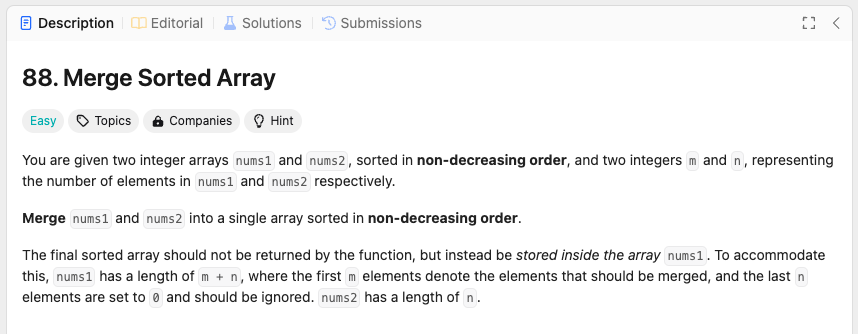 Description Editorial Solutions Submissions
88. Merge Sorted Array
Easy Topics Companies Hint
You are given two integer arrays nums1 and nums2, sorted in non-decreasing order, and two integers m and n, representing
the number of elements in nums1 and nums2 respectively.
Merge nums1 and nums2 into a single array sorted in non-decreasing order.
The final sorted array should not be returned by the function, but instead be stored inside the array nums1. To accommodate
this, nums1 has a length of m + n, where the first m elements denote the elements that should be merged, and the last n
elements are set to 0 and should be ignored. nums2 has a length of n.